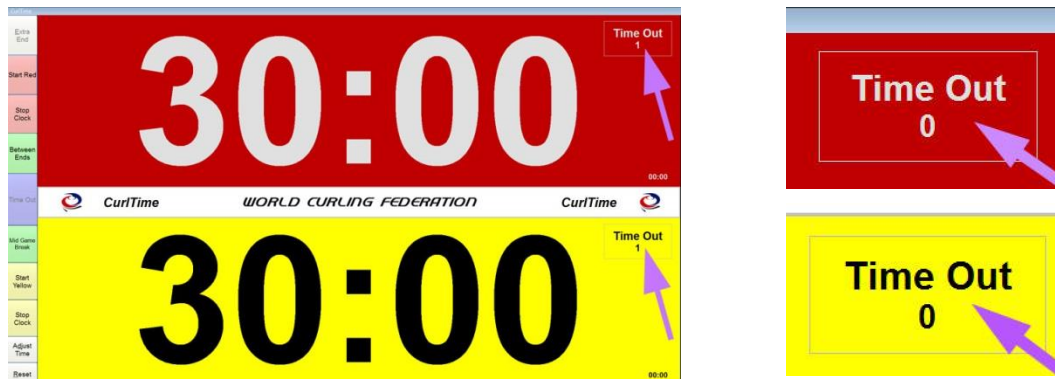 CurlTime
Extra
End
Start Red
Stop
Clock
Between
Ends
Time Out
Mid Game
Break
Start
Yellow
Stop
Clock
Adjust
Time
Reset
30:00
Time Out
1
00:00
CurlTime WORLD CURLING FEDERATION CurlTime
30:00
Time Out
1
00:00
Time Out
0
Time Out
0